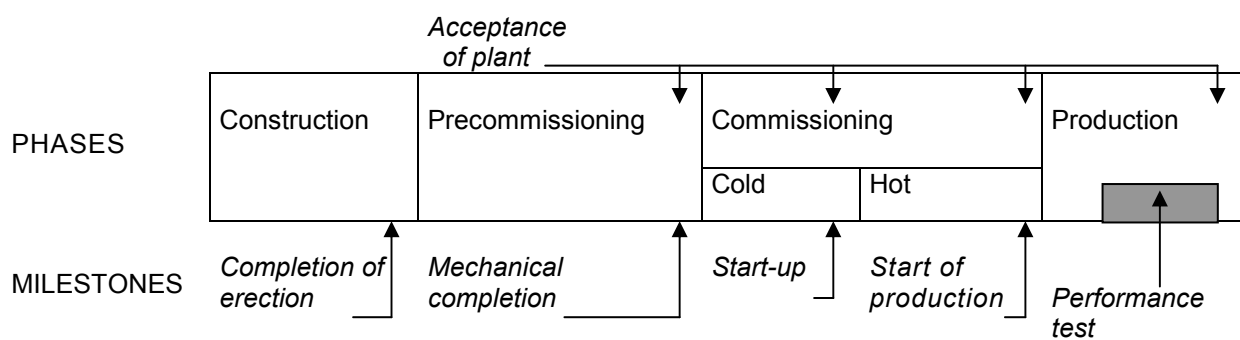 Acceptance
of plant
PHASES
Construction
Precommissioning
Commissioning
Production
Cold
Hot
MILESTONES
Completion of
erection
Mechanical
completion
Start-up
Start of
production
Performance
test